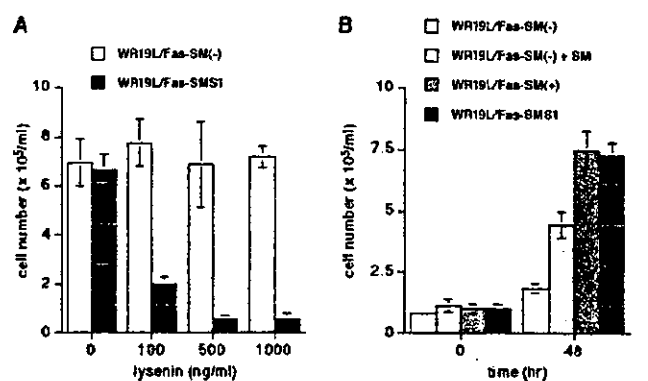 A
WR19L/Fas-SM(-)
WR19L/Fas-SMS1
cell number (x 10⁵/ml)
10
8
6
4
2
0
0
100
500
1000
lysenin (ng/ml)
B
WR19L/Fas-SM(-)
WR19L/Fas-SM(-) + SM
WR19L/Fas-SM(+)
WR19L/Fas-SMS1
cell number (x 10⁵/ml)
10
7.5
5
2.5
0
0
48
time (hr)